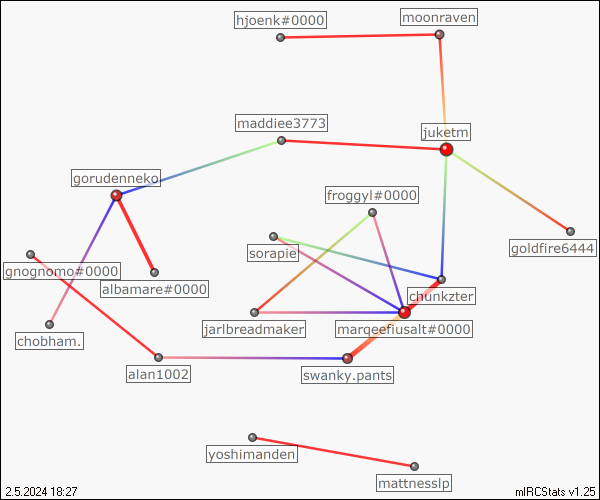 moonraven
hjoenk#0000
maddiee3773
juketm
gorudenneko
froggyl#0000
goldfire6444
sorapie
gnognomo#0000
albamare#0000
chunkzter
jarlbreadmaker
margeefiusalt#0000
chobham.
alan1002
swanky.pants
yoshimanden
mattnesslp
2.5.2024 18:27
mIRCStats v1.25